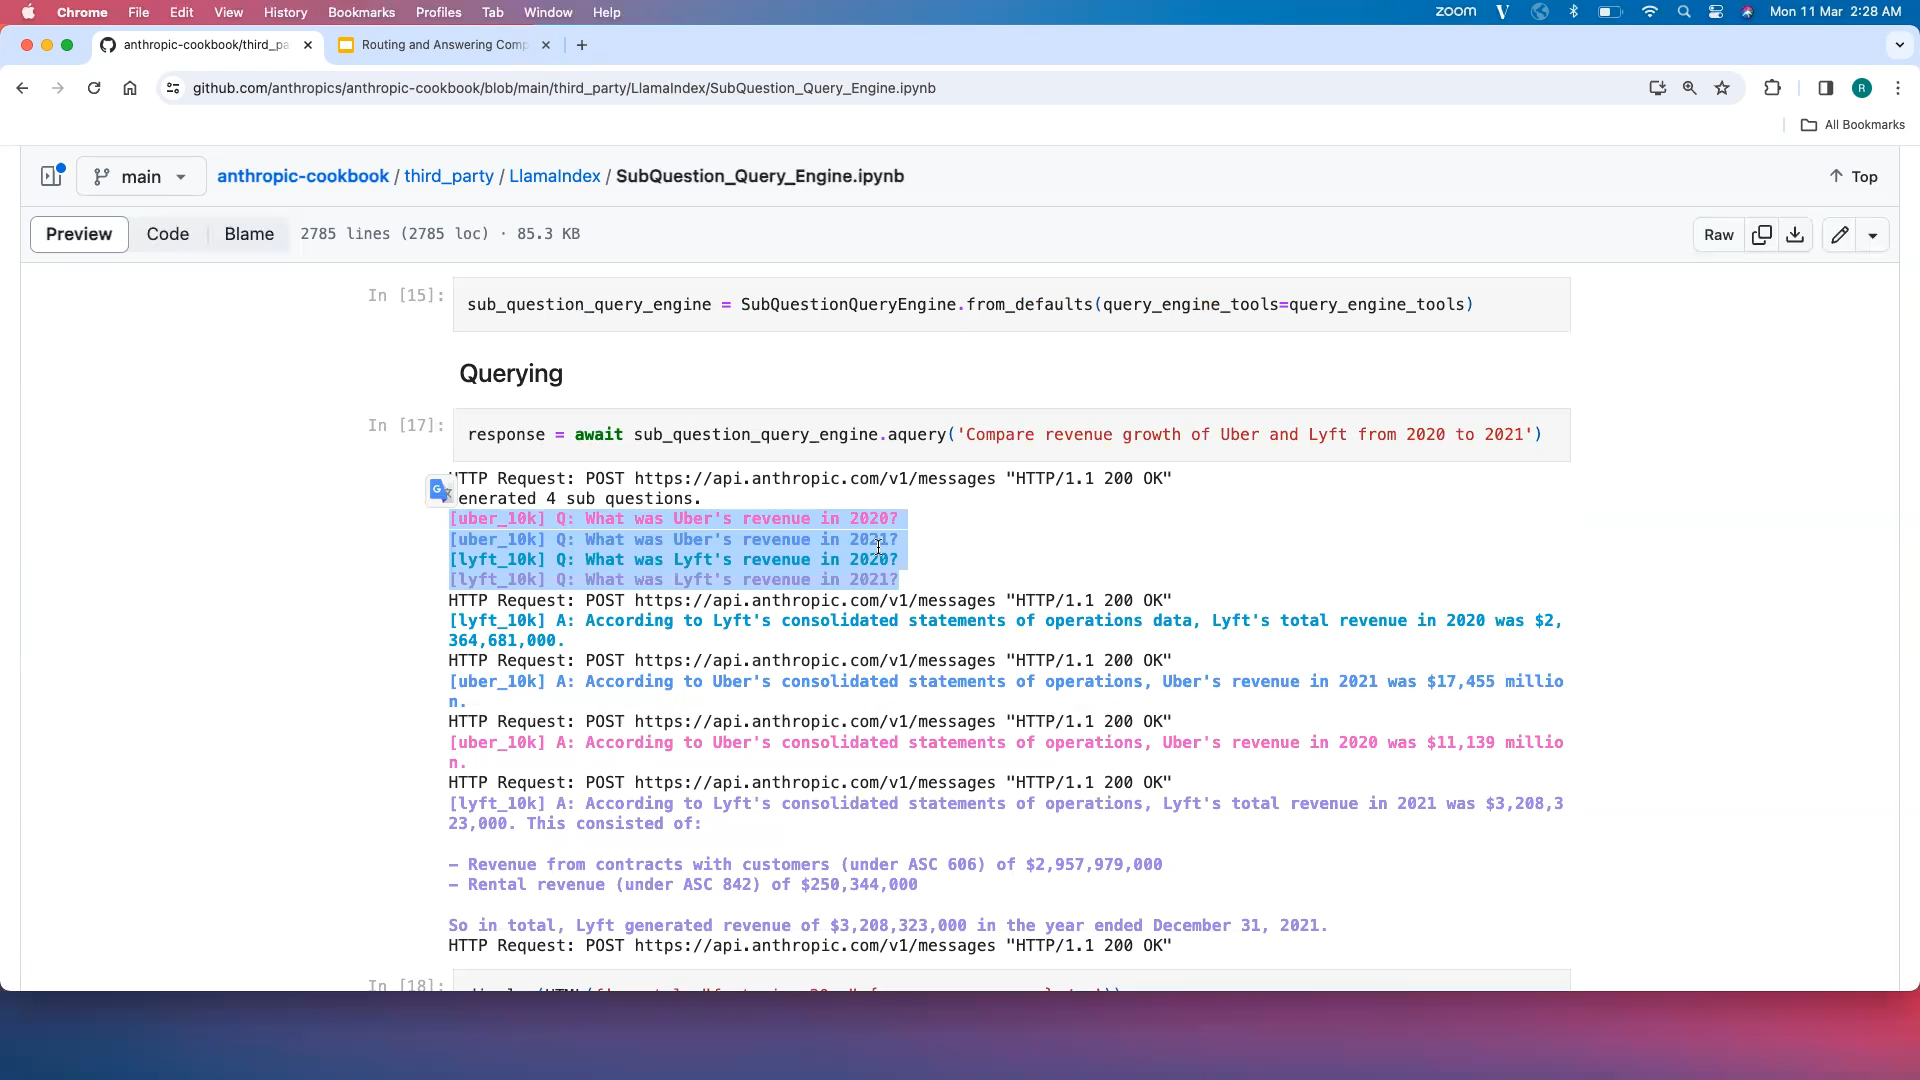 Chrome File Edit View History Bookmarks Profiles Tab Window Help zoom Mon 11 Mar 2:28 AM
anthropic-cookbook/third_pa Routing and Answering Comp
github.com/anthropics/anthropic-cookbook/blob/main/third_party/LlamaIndex/SubQuestion_Query_Engine.ipynb R
All Bookmarks
main anthropic-cookbook / third_party / LlamaIndex / SubQuestion_Query_Engine.ipynb Top
Preview Code Blame 2785 lines (2785 loc) · 85.3 KB Raw
In [15]: sub_question_query_engine = SubQuestionQueryEngine.from_defaults(query_engine_tools=query_engine_tools)
Querying
In [17]: response = await sub_question_query_engine.aquery('Compare revenue growth of Uber and Lyft from 2020 to 2021')
HTTP Request: POST https://api.anthropic.com/v1/messages "HTTP/1.1 200 OK"
enerated 4 sub questions.
[uber_10k] Q: What was Uber's revenue in 2020?
[uber_10k] Q: What was Uber's revenue in 2021?
[lyft_10k] Q: What was Lyft's revenue in 2020?
[lyft_10k] Q: What was Lyft's revenue in 2021?
HTTP Request: POST https://api.anthropic.com/v1/messages "HTTP/1.1 200 OK"
[lyft_10k] A: According to Lyft's consolidated statements of operations data, Lyft's total revenue in 2020 was $2,
364,681,000.
HTTP Request: POST https://api.anthropic.com/v1/messages "HTTP/1.1 200 OK"
[uber_10k] A: According to Uber's consolidated statements of operations, Uber's revenue in 2021 was $17,455 millio
n.
HTTP Request: POST https://api.anthropic.com/v1/messages "HTTP/1.1 200 OK"
[uber_10k] A: According to Uber's consolidated statements of operations, Uber's revenue in 2020 was $11,139 millio
n.
HTTP Request: POST https://api.anthropic.com/v1/messages "HTTP/1.1 200 OK"
[lyft_10k] A: According to Lyft's consolidated statements of operations, Lyft's total revenue in 2021 was $3,208,3
23,000. This consisted of:
– Revenue from contracts with customers (under ASC 606) of $2,957,979,000
– Rental revenue (under ASC 842) of $250,344,000
So in total, Lyft generated revenue of $3,208,323,000 in the year ended December 31, 2021.
HTTP Request: POST https://api.anthropic.com/v1/messages "HTTP/1.1 200 OK"
In [18]: